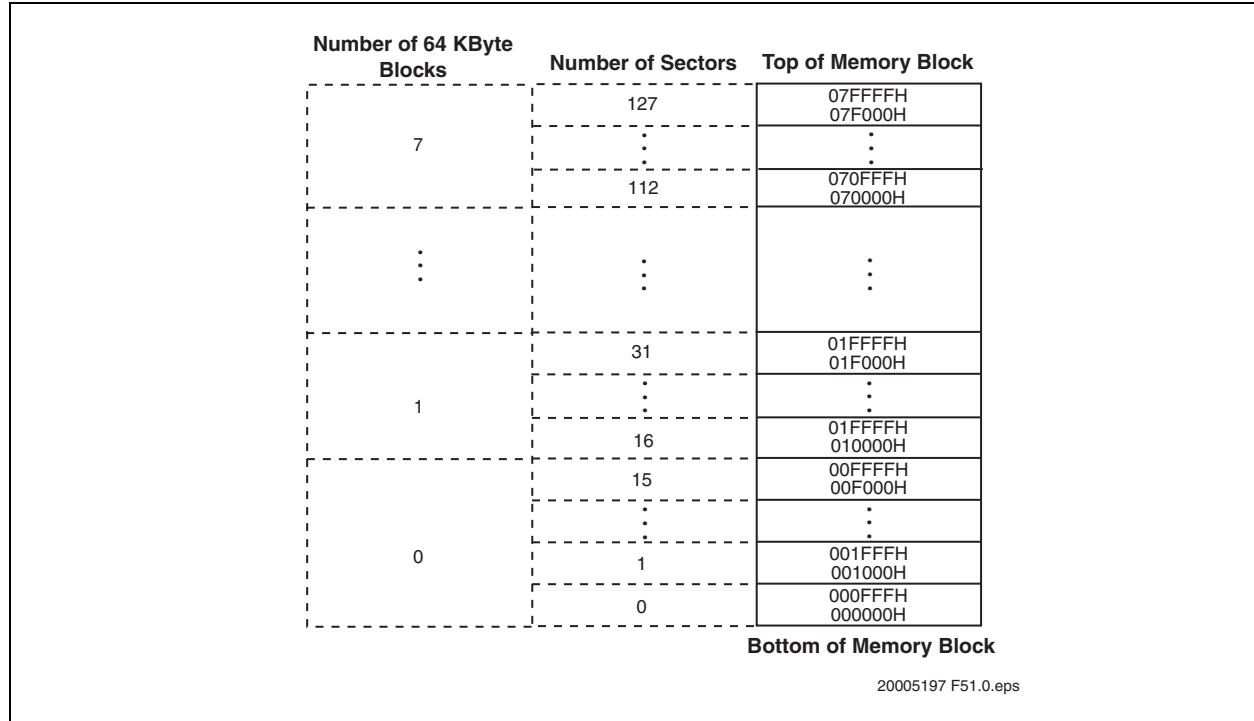 Number of 64 KByte
Blocks
Number of Sectors
Top of Memory Block
7
127
07FFFFH
07F000H
112
070FFFH
070000H
1
31
01FFFFH
01F000H
16
01FFFFH
010000H
0
15
00FFFFH
00F000H
1
001FFFH
001000H
0
000FFFH
000000H
Bottom of Memory Block
20005197 F51.0.eps